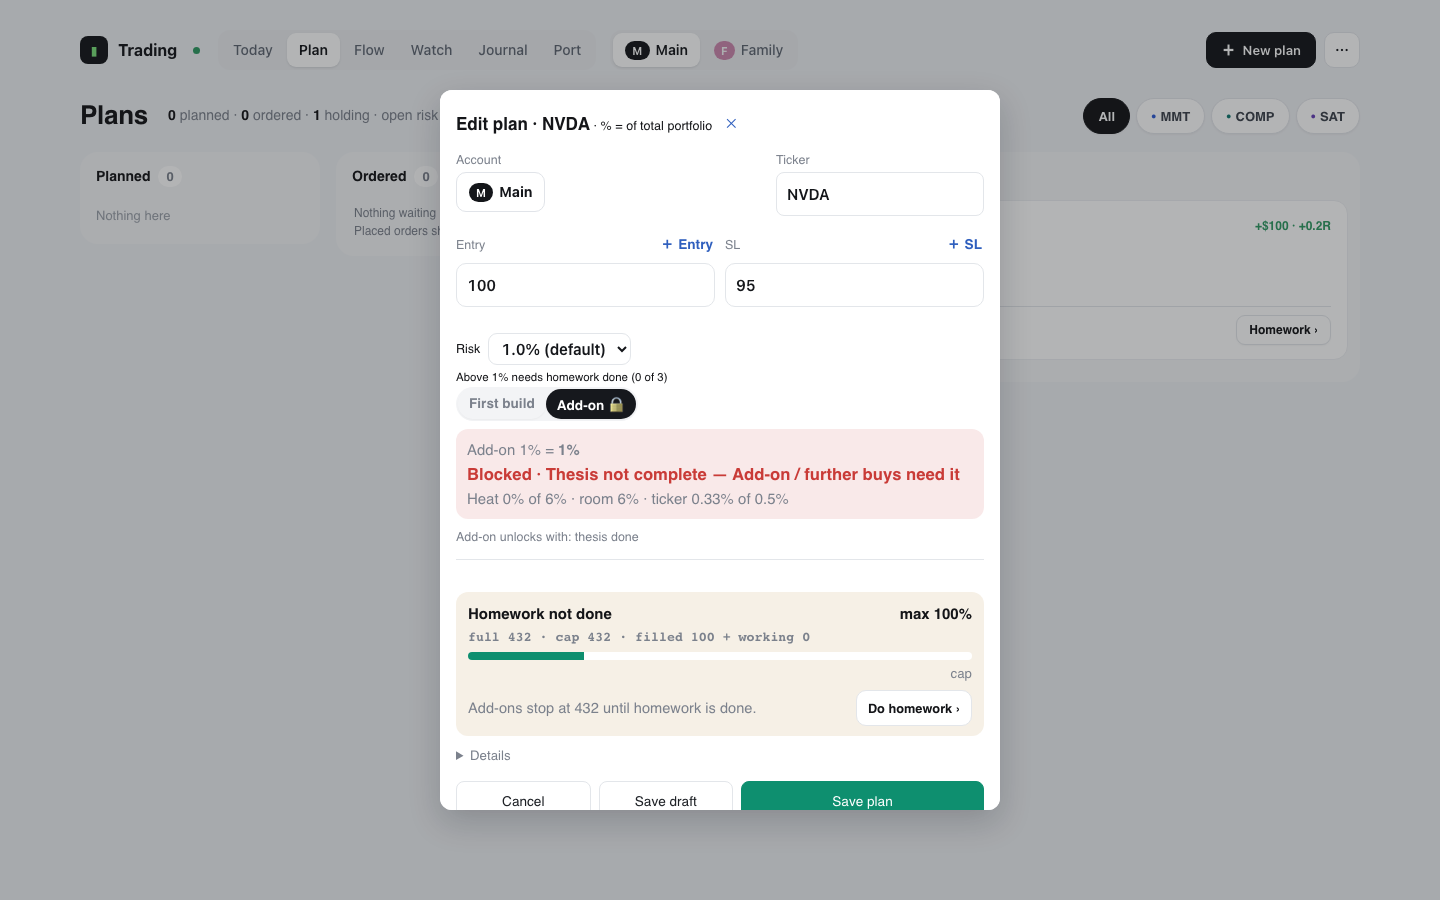 Trading
Today Plan Flow Watch Journal Port
M Main F Family
+ New plan
...
Plans 0 planned · 0 ordered · 1 holding · open risk
All • MMT • COMP • SAT
Planned 0
Nothing here
Ordered 0
Nothing waiting
Placed orders
+$100 · +0.2R
Homework ›
Edit plan · NVDA · % = of total portfolio ×
Account
Ticker
M Main
NVDA
Entry + Entry SL + SL
100
95
Risk 1.0% (default)
Above 1% needs homework done (0 of 3)
First build Add-on 🔒
Add-on 1% = 1%
Blocked · Thesis not complete — Add-on / further buys need it
Heat 0% of 6% · room 6% · ticker 0.33% of 0.5%
Add-on unlocks with: thesis done
Homework not done max 100%
full 432 · cap 432 · filled 100 + working 0
cap
Add-ons stop at 432 until homework is done. Do homework ›
▶ Details
Cancel Save draft Save plan